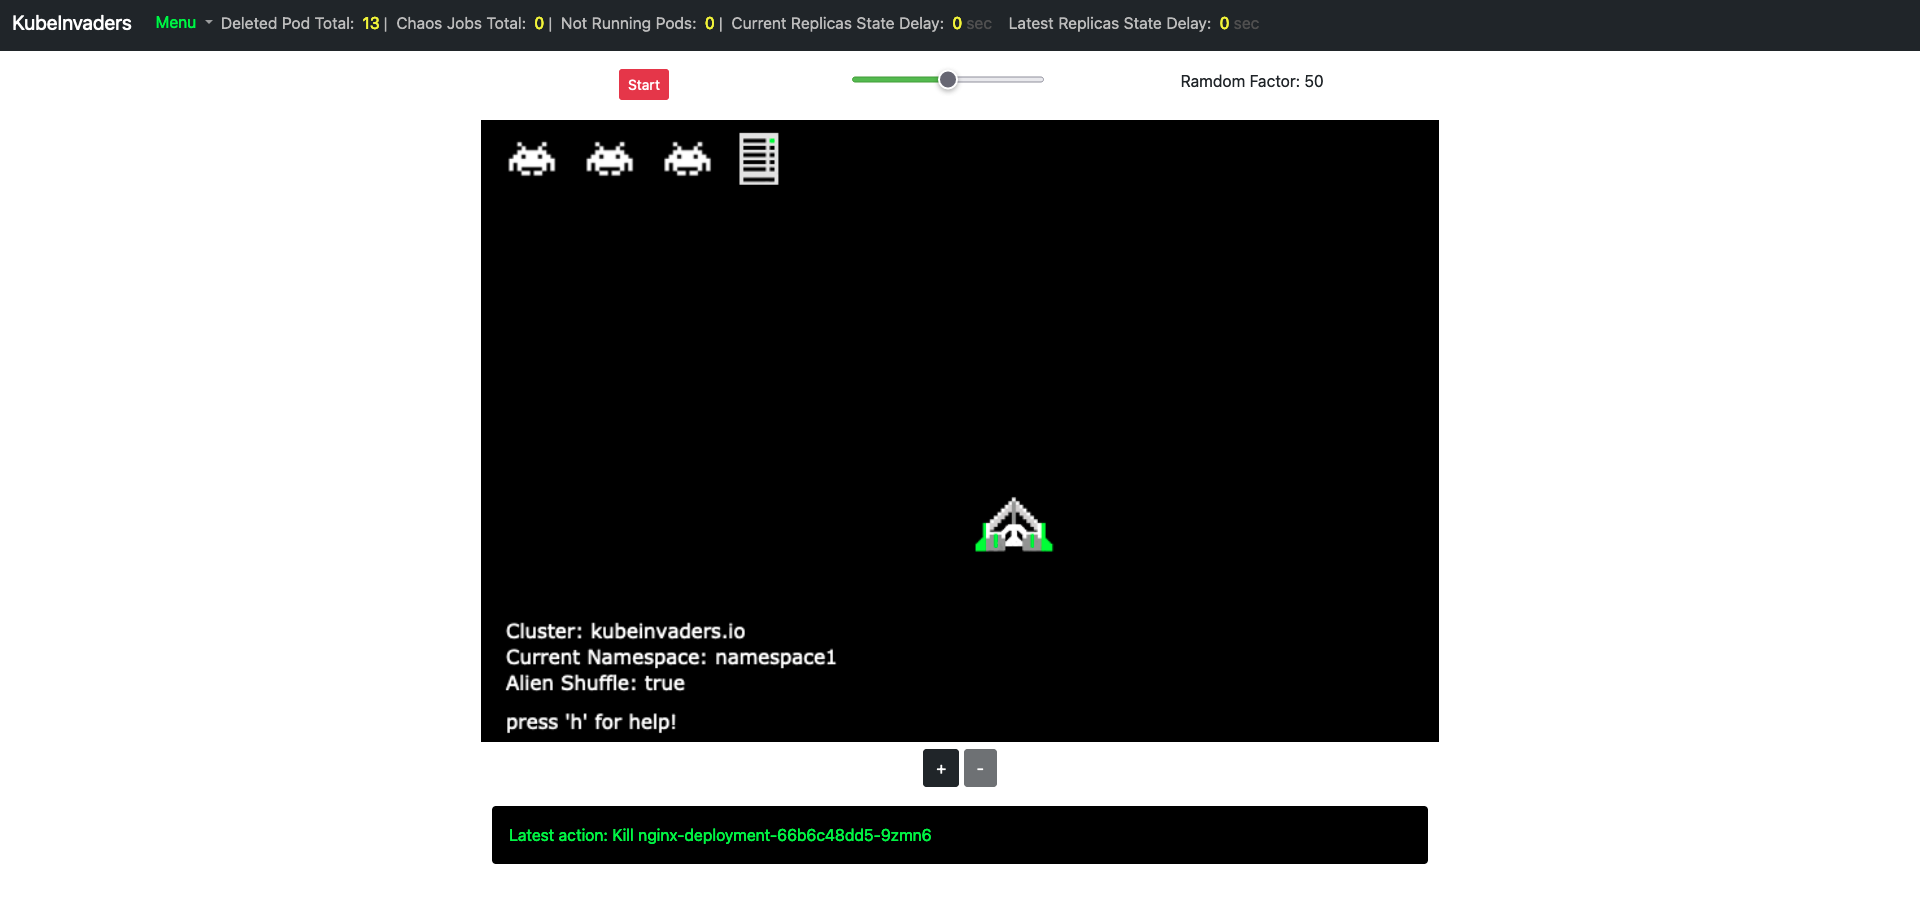 KubeInvaders Menu Deleted Pod Total: 13 | Chaos Jobs Total: 0 | Not Running Pods: 0 | Current Replicas State Delay: 0 sec Latest Replicas State Delay: 0 sec
Start Ramdom Factor: 50
Cluster: kubeinvaders.io
Current Namespace: namespace1
Alien Shuffle: true
press 'h' for help!
+ -
Latest action: Kill nginx-deployment-66b6c48dd5-9zmn6